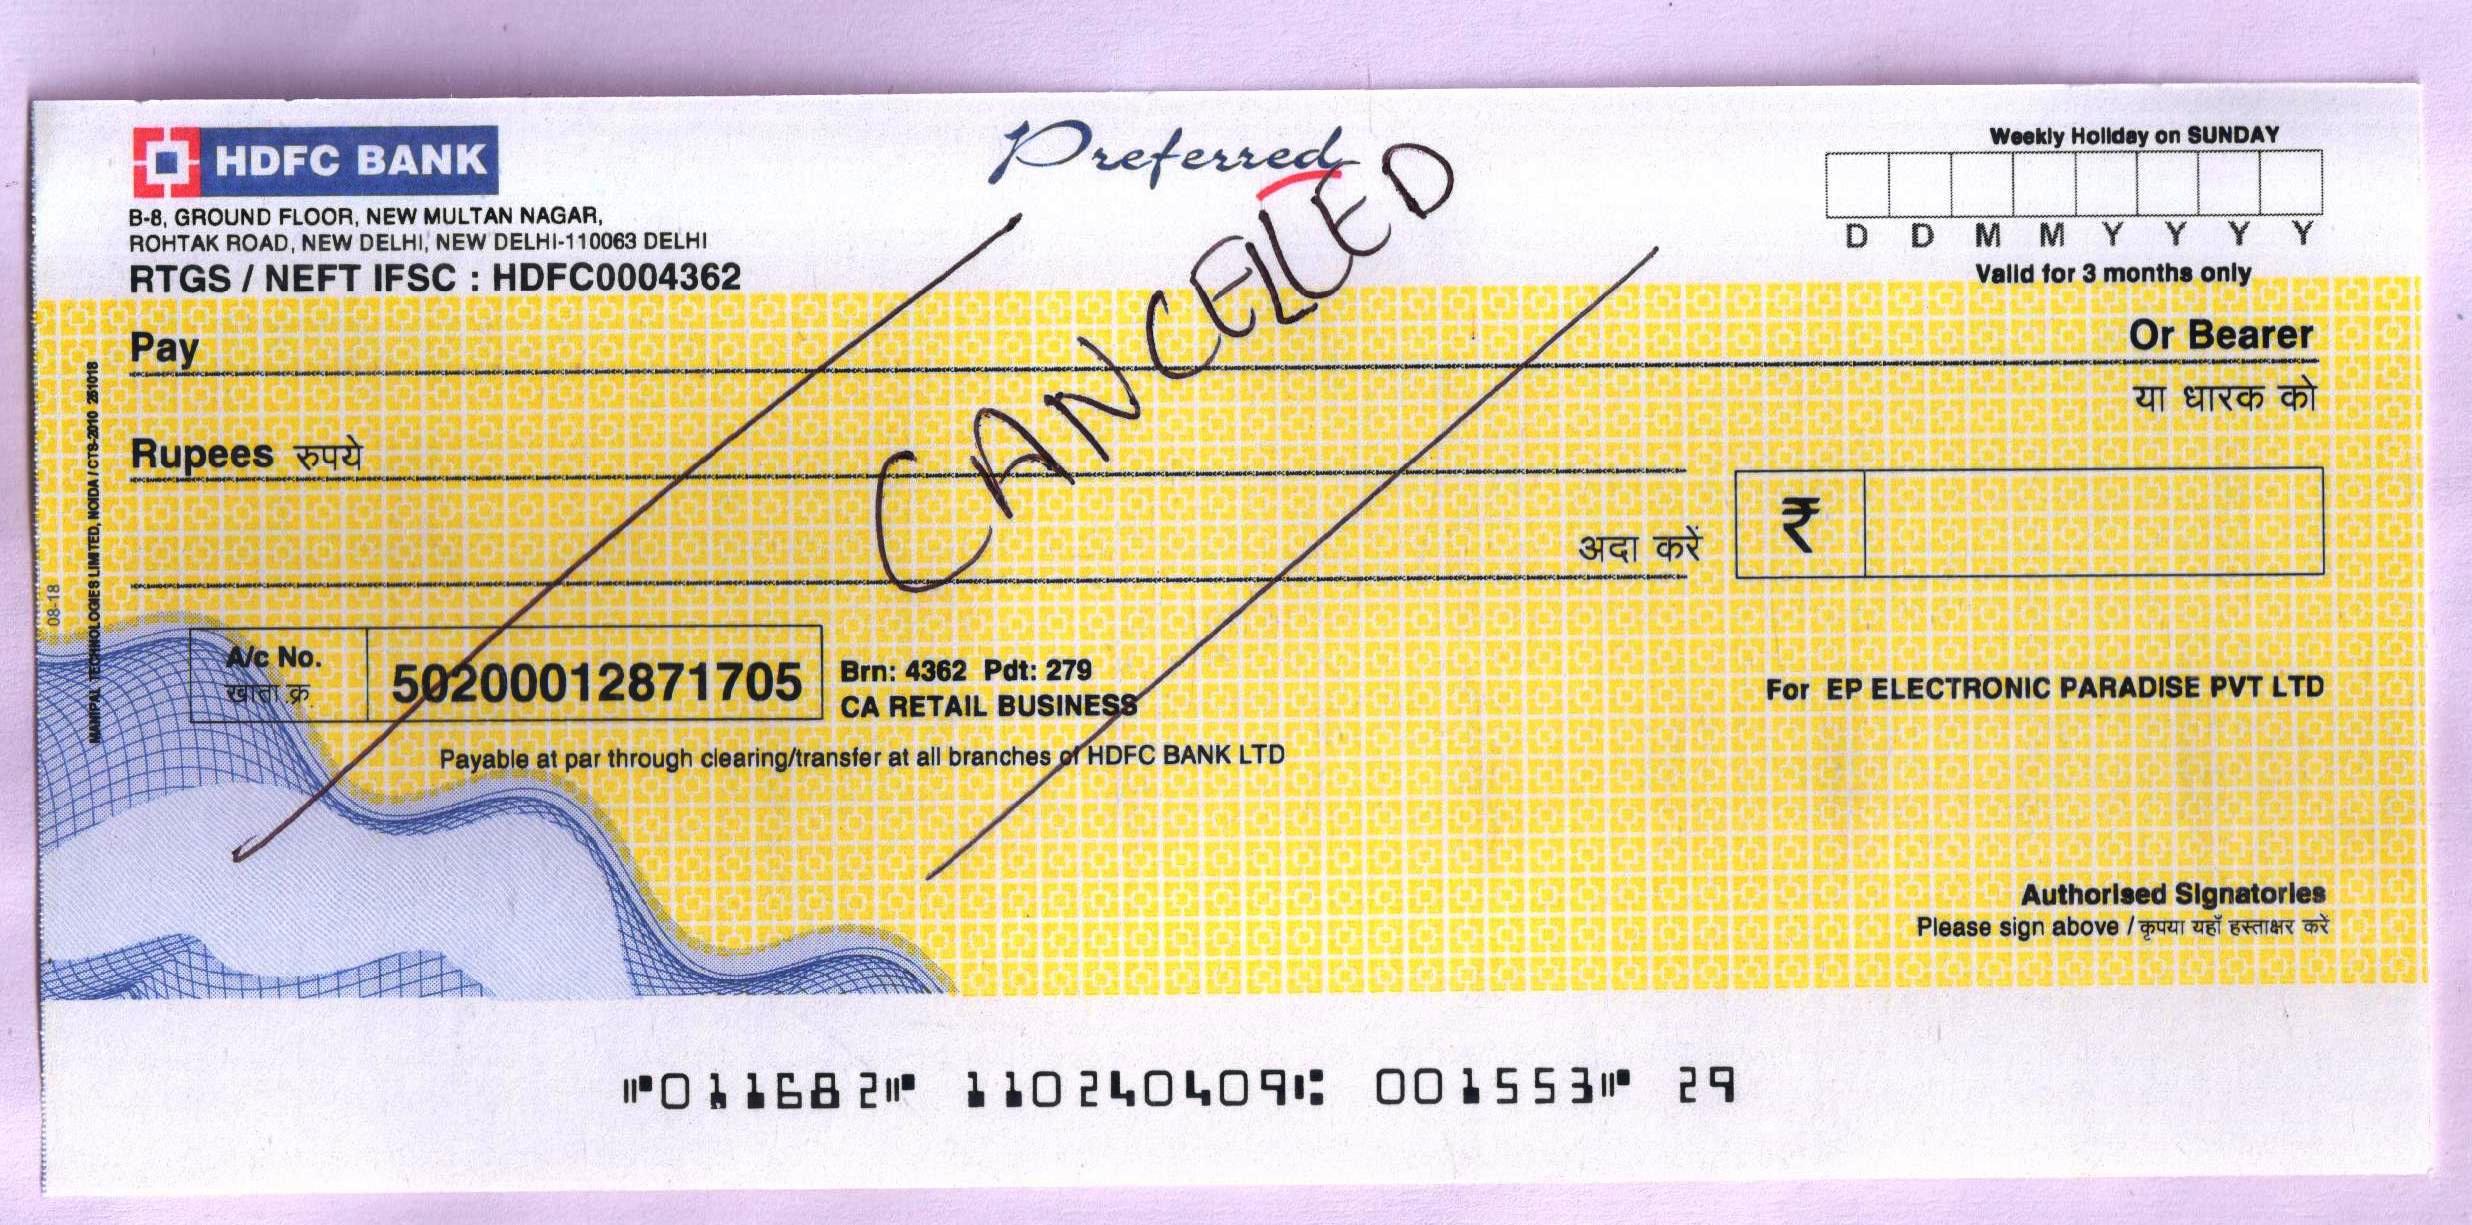 HDFC BANK
Preferred
CANCELLED
Weekly Holiday on SUNDAY
D D M M Y Y Y Y
Valid for 3 months only
B-8, GROUND FLOOR, NEW MULTAN NAGAR,
ROHTAK ROAD, NEW DELHI, NEW DELHI-110063 DELHI
RTGS / NEFT IFSC : HDFC0004362
Pay
Or Bearer
या धारक को
Rupees रुपये
अदा करें
₹
A/c No.
खाता क्र.
50200012871705
Brn: 4362 Pdt: 279
CA RETAIL BUSINESS
For EP ELECTRONIC PARADISE PVT LTD
Payable at par through clearing/transfer at all branches of HDFC BANK LTD
Authorised Signatories
Please sign above / कृपया यहाँ हस्ताक्षर करें
MANIPAL TECHNOLOGIES LIMITED, NOIDA / CTS-2010 261018
08-18
⑈011682⑈ 110240409⑆ 001553⑈ 29